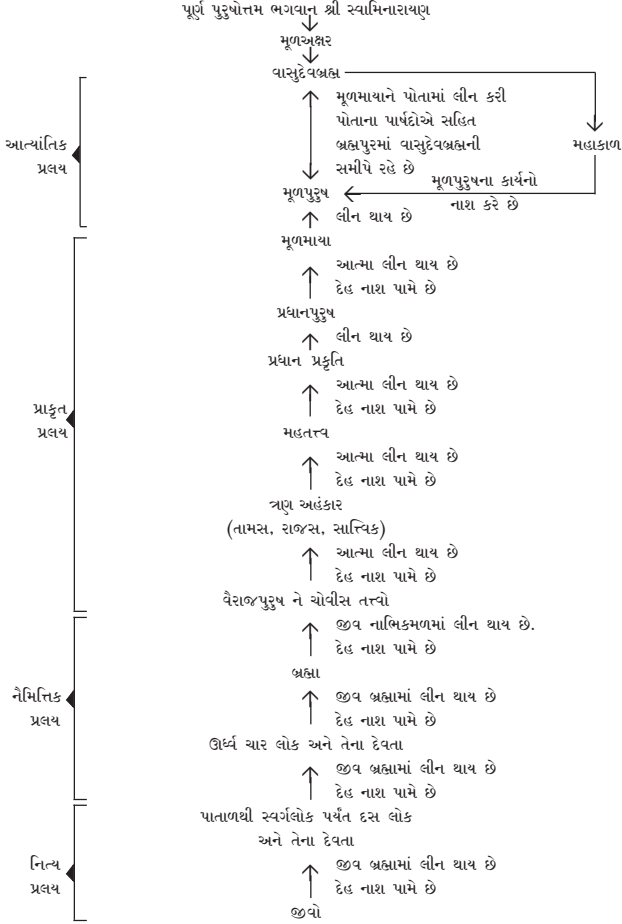 પૂર્ણ પુરુષોત્તમ ભગવાન શ્રી સ્વામિનારાયણ
મૂળઅક્ષર
વાસુદેવબ્રહ્મ
મૂળમાયાને પોતામાં લીન કરી
પોતાના પાર્ષદોએ સહિત
બ્રહ્મપુરમાં વાસુદેવબ્રહ્મની
સમીપે રહે છે
મહાકાળ
આત્યાંતિક
પ્રલય
મૂળપુરુષ
મૂળપુરુષના કાર્યનો
નાશ કરે છે
લીન થાય છે
મૂળમાયા
આત્મા લીન થાય છે
દેહ નાશ પામે છે
પ્રધાનપુરુષ
લીન થાય છે
પ્રધાન પ્રકૃતિ
આત્મા લીન થાય છે
દેહ નાશ પામે છે
પ્રાકૃત
પ્રલય
મહતત્ત્વ
આત્મા લીન થાય છે
દેહ નાશ પામે છે
ત્રણ અહંકાર
(તામસ, રાજસ, સાત્ત્વિક)
આત્મા લીન થાય છે
દેહ નાશ પામે છે
વૈરાજપુરુષ ને ચોવીસ તત્ત્વો
જીવ નાભિકમળમાં લીન થાય છે.
દેહ નાશ પામે છે
બ્રહ્મા
નૈમિત્તિક
પ્રલય
જીવ બ્રહ્મામાં લીન થાય છે
દેહ નાશ પામે છે
ઊર્ધ્વ ચાર લોક અને તેના દેવતા
જીવ બ્રહ્મામાં લીન થાય છે
દેહ નાશ પામે છે
પાતાળથી સ્વર્ગલોક પર્યંત દસ લોક
અને તેના દેવતા
નિત્ય
પ્રલય
જીવ બ્રહ્મામાં લીન થાય છે
દેહ નાશ પામે છે
જીવો